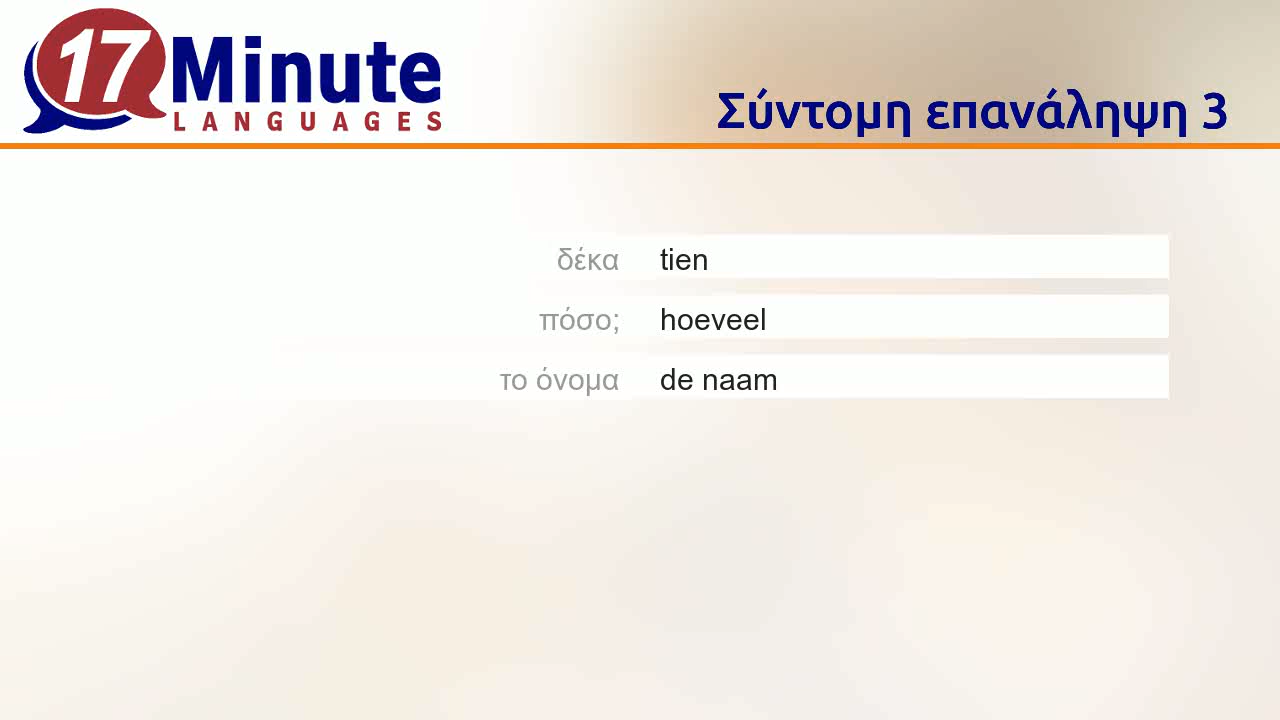 17 Minute
LANGUAGES
Σύντομη επανάληψη 3
δέκα tien
πόσο; hoeveel
το όνομα de naam